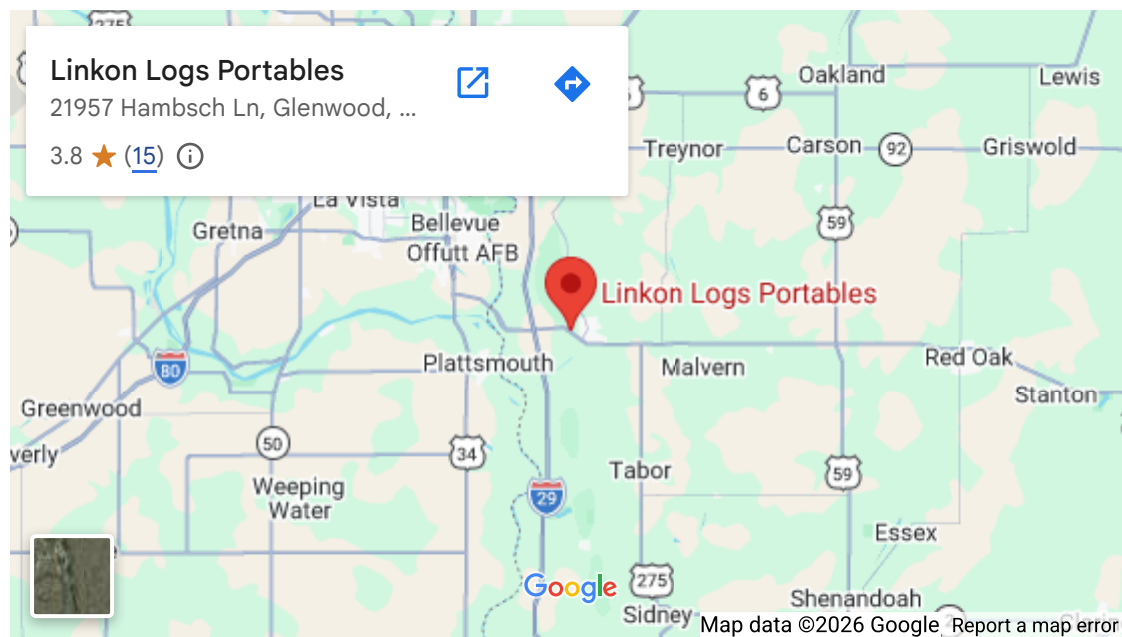 275
Linkon Logs Portables
21957 Hambsch Ln, Glenwood, ...
3.8 ★ (15)
Oakland
Lewis
6
Treynor
Carson
92
Griswold
La Vista
Gretna
Bellevue
59
Offutt AFB
Linkon Logs Portables
Plattsmouth
Malvern
Red Oak
80
Stanton
Greenwood
50
34
verly
Tabor
59
Weeping
Water
29
Essex
Google
275
Sidney
Shenandoah
Map data ©2026 Google
Report a map error